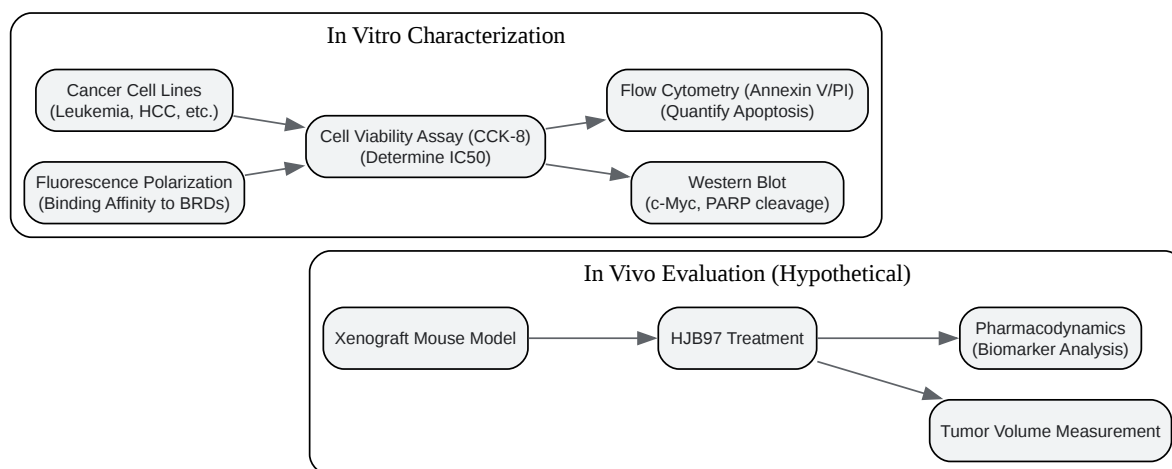 In Vitro Characterization
Cancer Cell Lines
(Leukemia, HCC, etc.)
Fluorescence Polarization
(Binding Affinity to BRDs)
Cell Viability Assay (CCK-8)
(Determine IC50)
Flow Cytometry (Annexin V/PI)
(Quantify Apoptosis)
Western Blot
(c-Myc, PARP cleavage)
In Vivo Evaluation (Hypothetical)
Xenograft Mouse Model
HJB97 Treatment
Pharmacodynamics
(Biomarker Analysis)
Tumor Volume Measurement